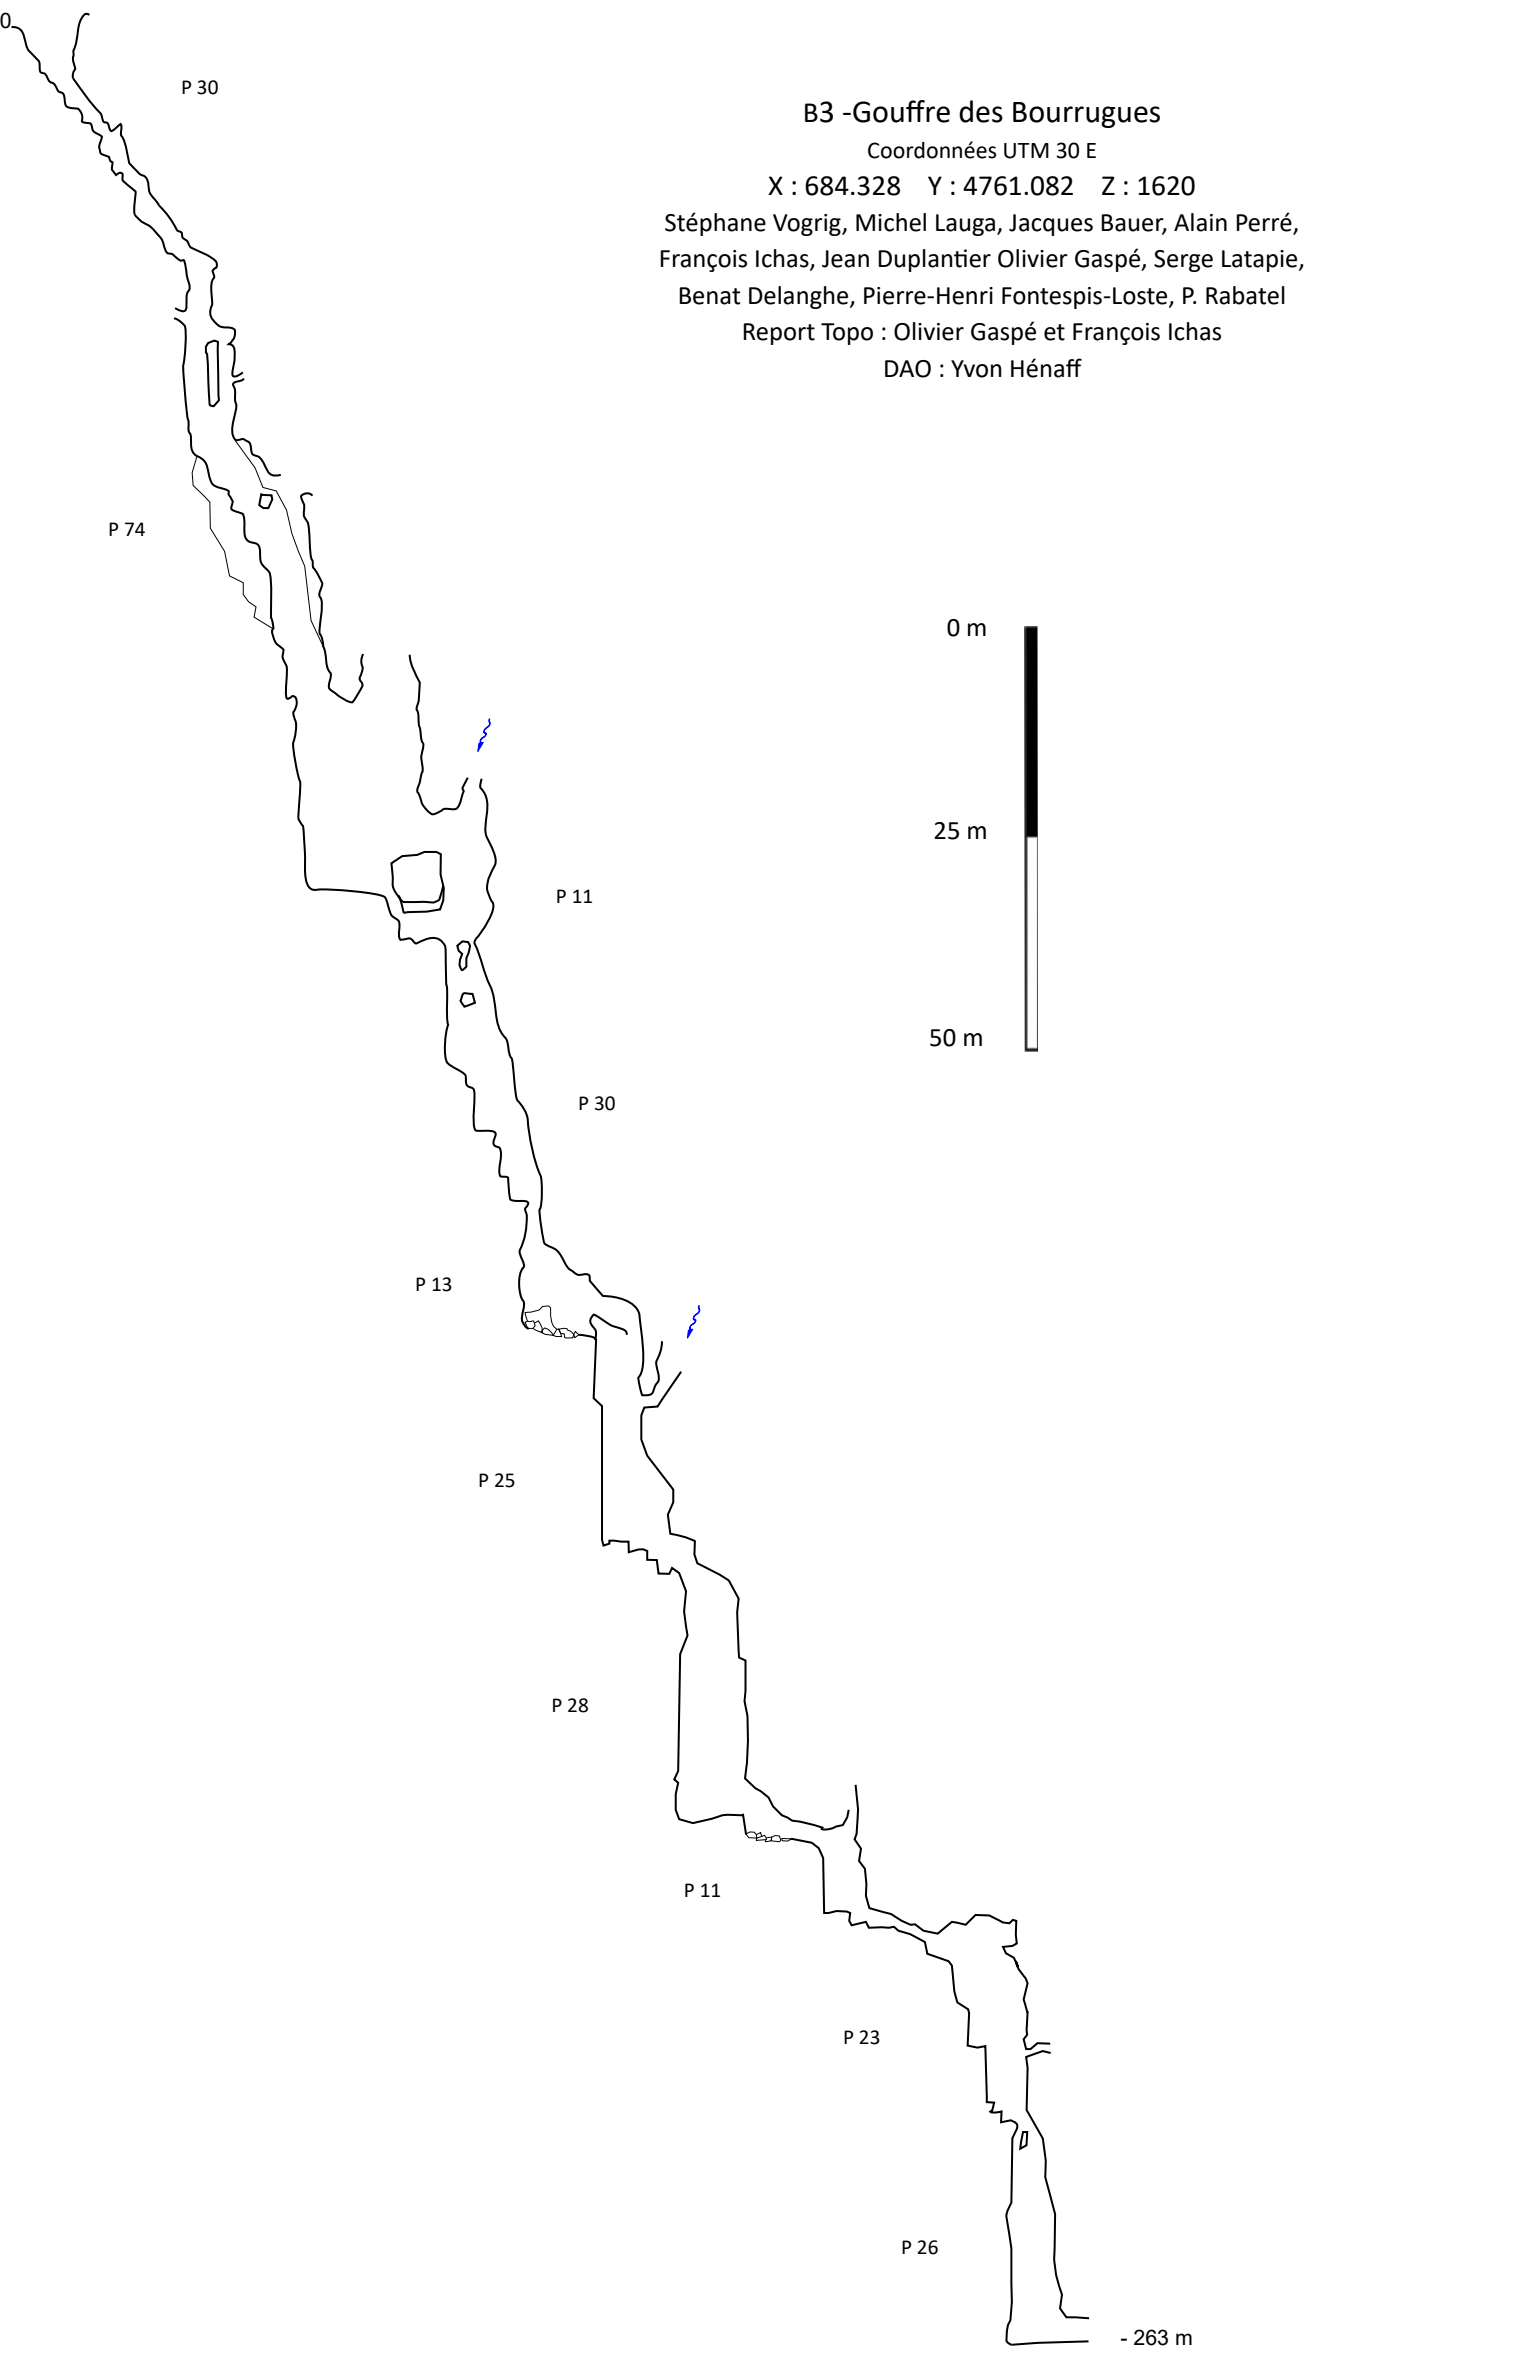 0
P 30
B3 -Gouffre des Bourrugues
Coordonnées UTM 30 E
X : 684.328 Y : 4761.082 Z : 1620
Stéphane Vogrig, Michel Lauga, Jacques Bauer, Alain Perré,
François Ichas, Jean Duplantier Olivier Gaspé, Serge Latapie,
Benat Delanghe, Pierre-Henri Fontespis-Loste, P. Rabatel
Report Topo : Olivier Gaspé et François Ichas
DAO : Yvon Hénaff
P 74
0 m
25 m
50 m
P 11
P 30
P 13
P 25
P 28
P 11
P 23
P 26
- 263 m